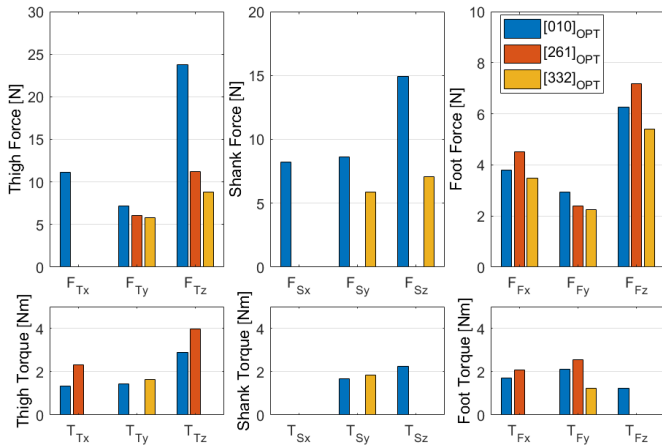 Thigh Force [N]
30
25
20
15
10
5
0
F_Tx F_Ty F_Tz
Shank Force [N]
20
15
10
5
0
F_Sx F_Sy F_Sz
Foot Force [N]
10
8
6
4
2
0
F_Fx F_Fy F_Fz
[010]_OPT
[261]_OPT
[332]_OPT
Thigh Torque [Nm]
4
2
0
T_Tx T_Ty T_Tz
Shank Torque [Nm]
4
2
0
T_Sx T_Sy T_Sz
Foot Torque [Nm]
4
2
0
T_Fx T_Fy T_Fz